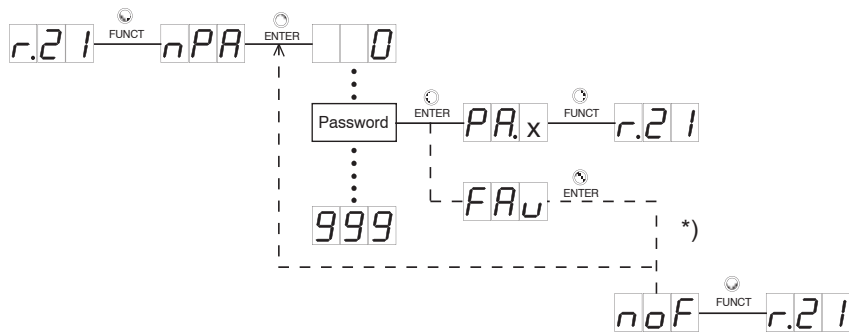 r.21 FUNCT nPA ENTER 0
Password ENTER PA.x FUNCT r.21
FAu ENTER
999
*)
noF FUNCT r.21